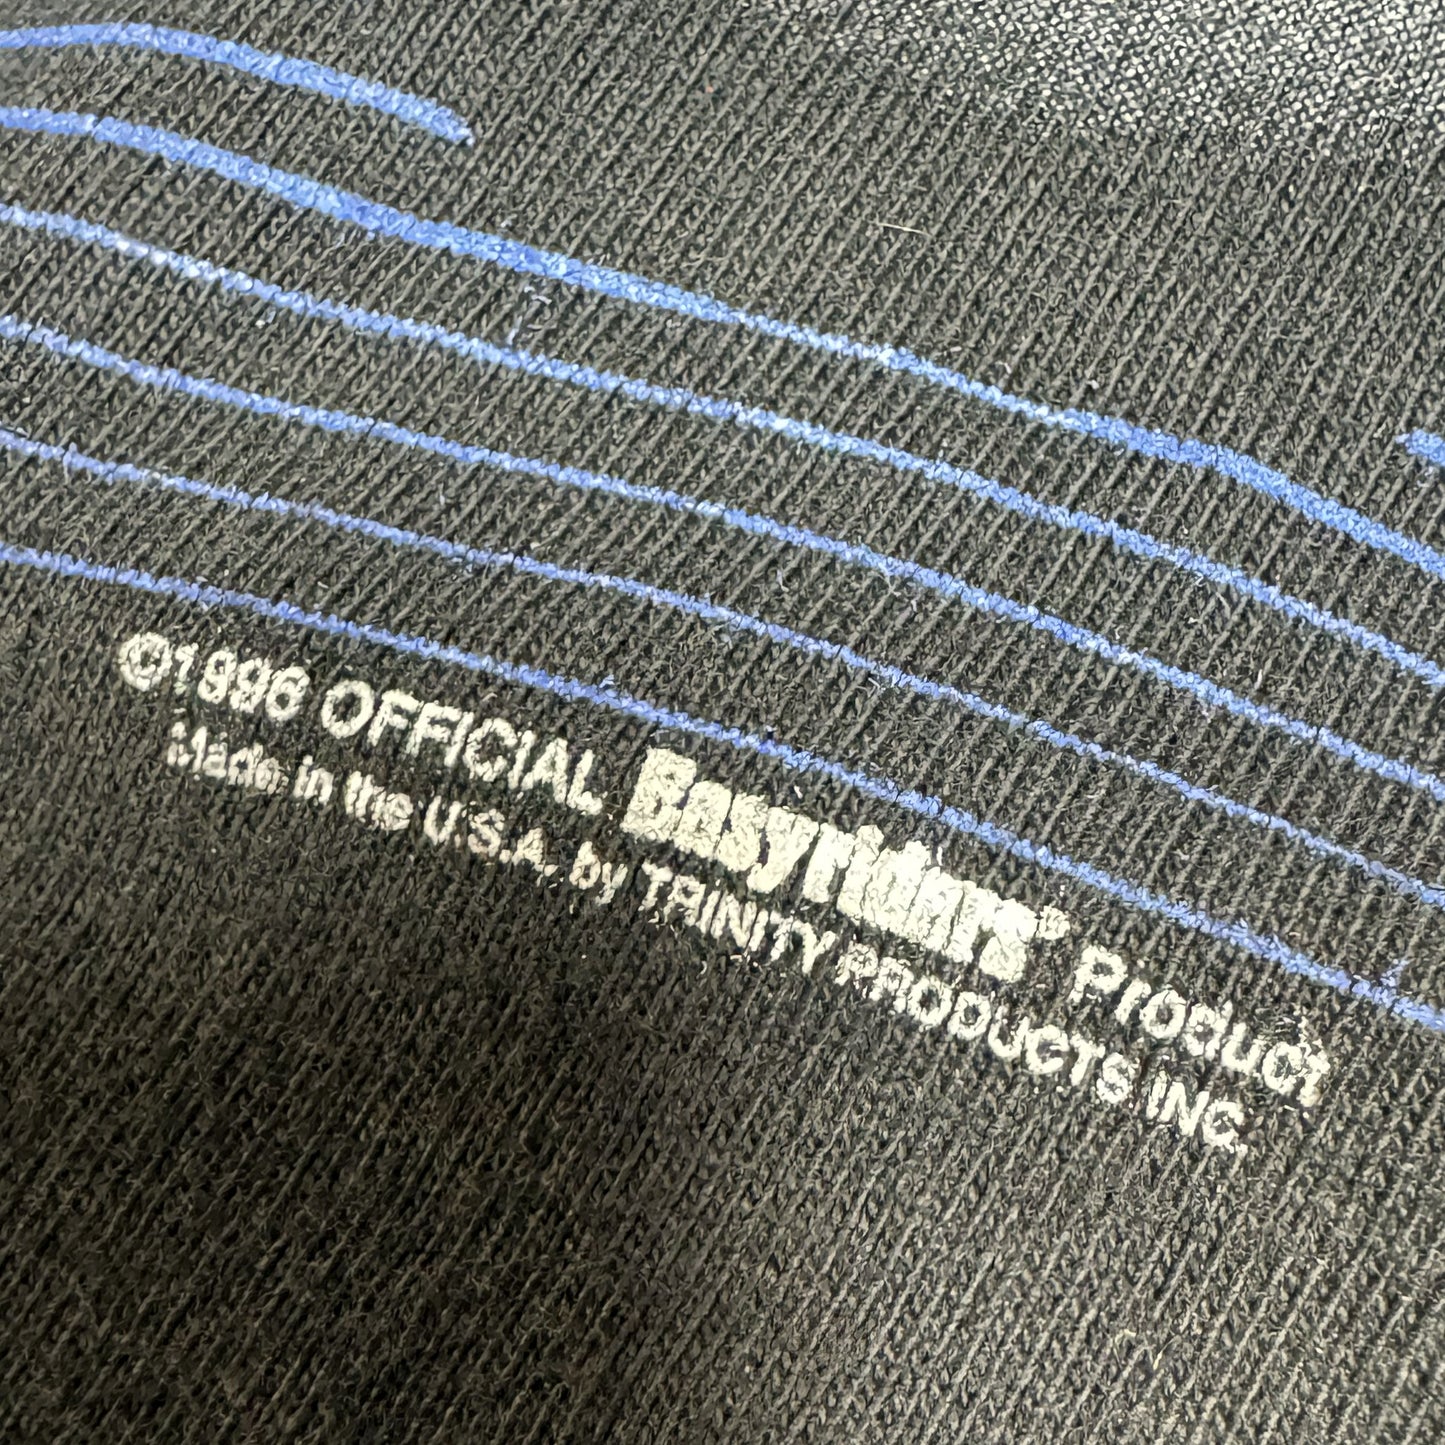 ©1996 OFFICIAL Easyriders® Product
Made in the U.S.A. by TRINITY PRODUCTS INC.